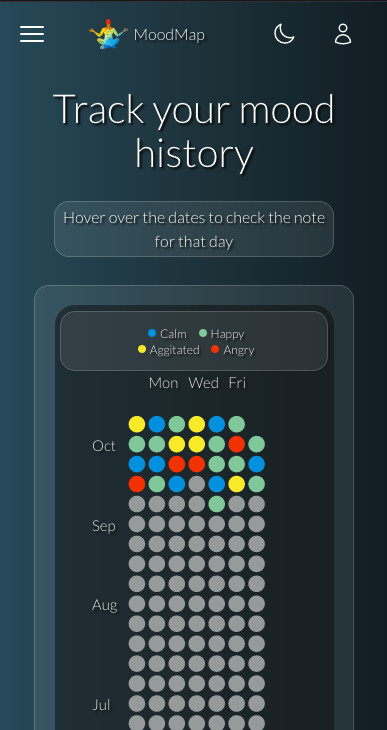 MoodMap
Track your mood
history
Hover over the dates to check the note
for that day
Calm Happy
Aggitated Angry
Mon Wed Fri
Oct
Sep
Aug
Jul